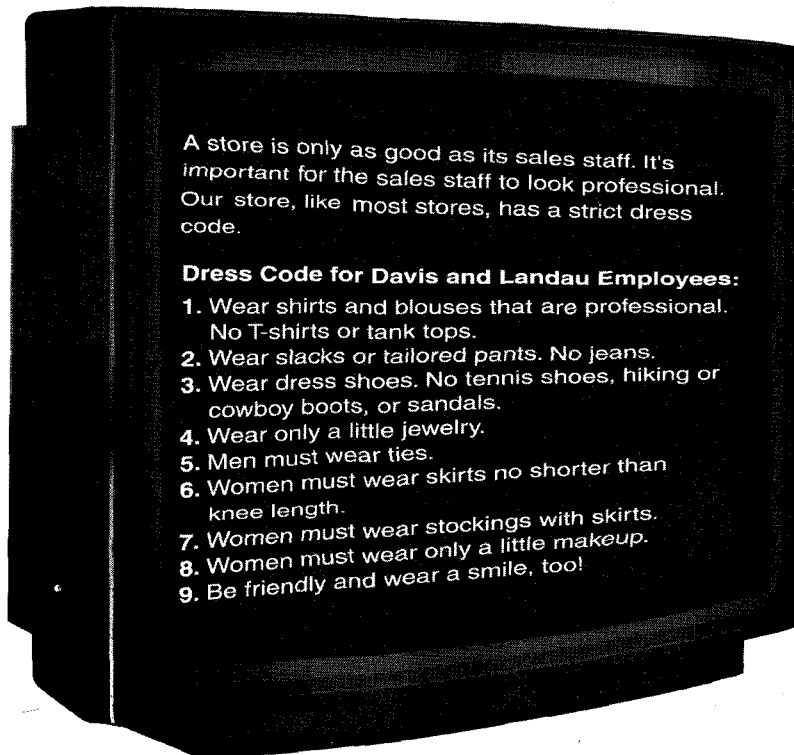 A store is only as good as its sales staff. It's
important for the sales staff to look professional.
Our store, like most stores, has a strict dress
code.
Dress Code for Davis and Landau Employees:
1. Wear shirts and blouses that are professional.
No T-shirts or tank tops.
2. Wear slacks or tailored pants. No jeans.
3. Wear dress shoes. No tennis shoes, hiking or
cowboy boots, or sandals.
4. Wear only a little jewelry.
5. Men must wear ties.
6. Women must wear skirts no shorter than
knee length.
7. Women must wear stockings with skirts.
8. Women must wear only a little makeup.
9. Be friendly and wear a smile, too!